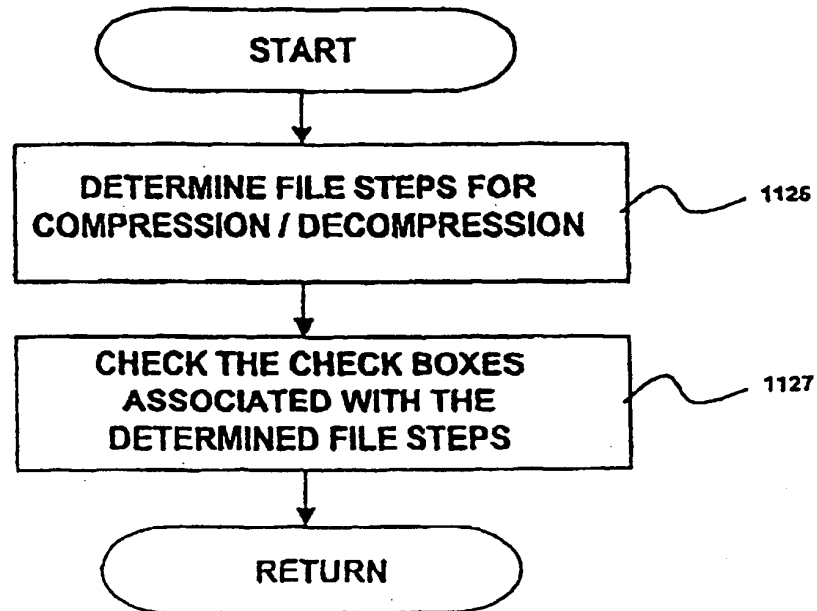 START
DETERMINE FILE STEPS FOR
COMPRESSION / DECOMPRESSION
1126
CHECK THE CHECK BOXES
ASSOCIATED WITH THE
DETERMINED FILE STEPS
1127
RETURN